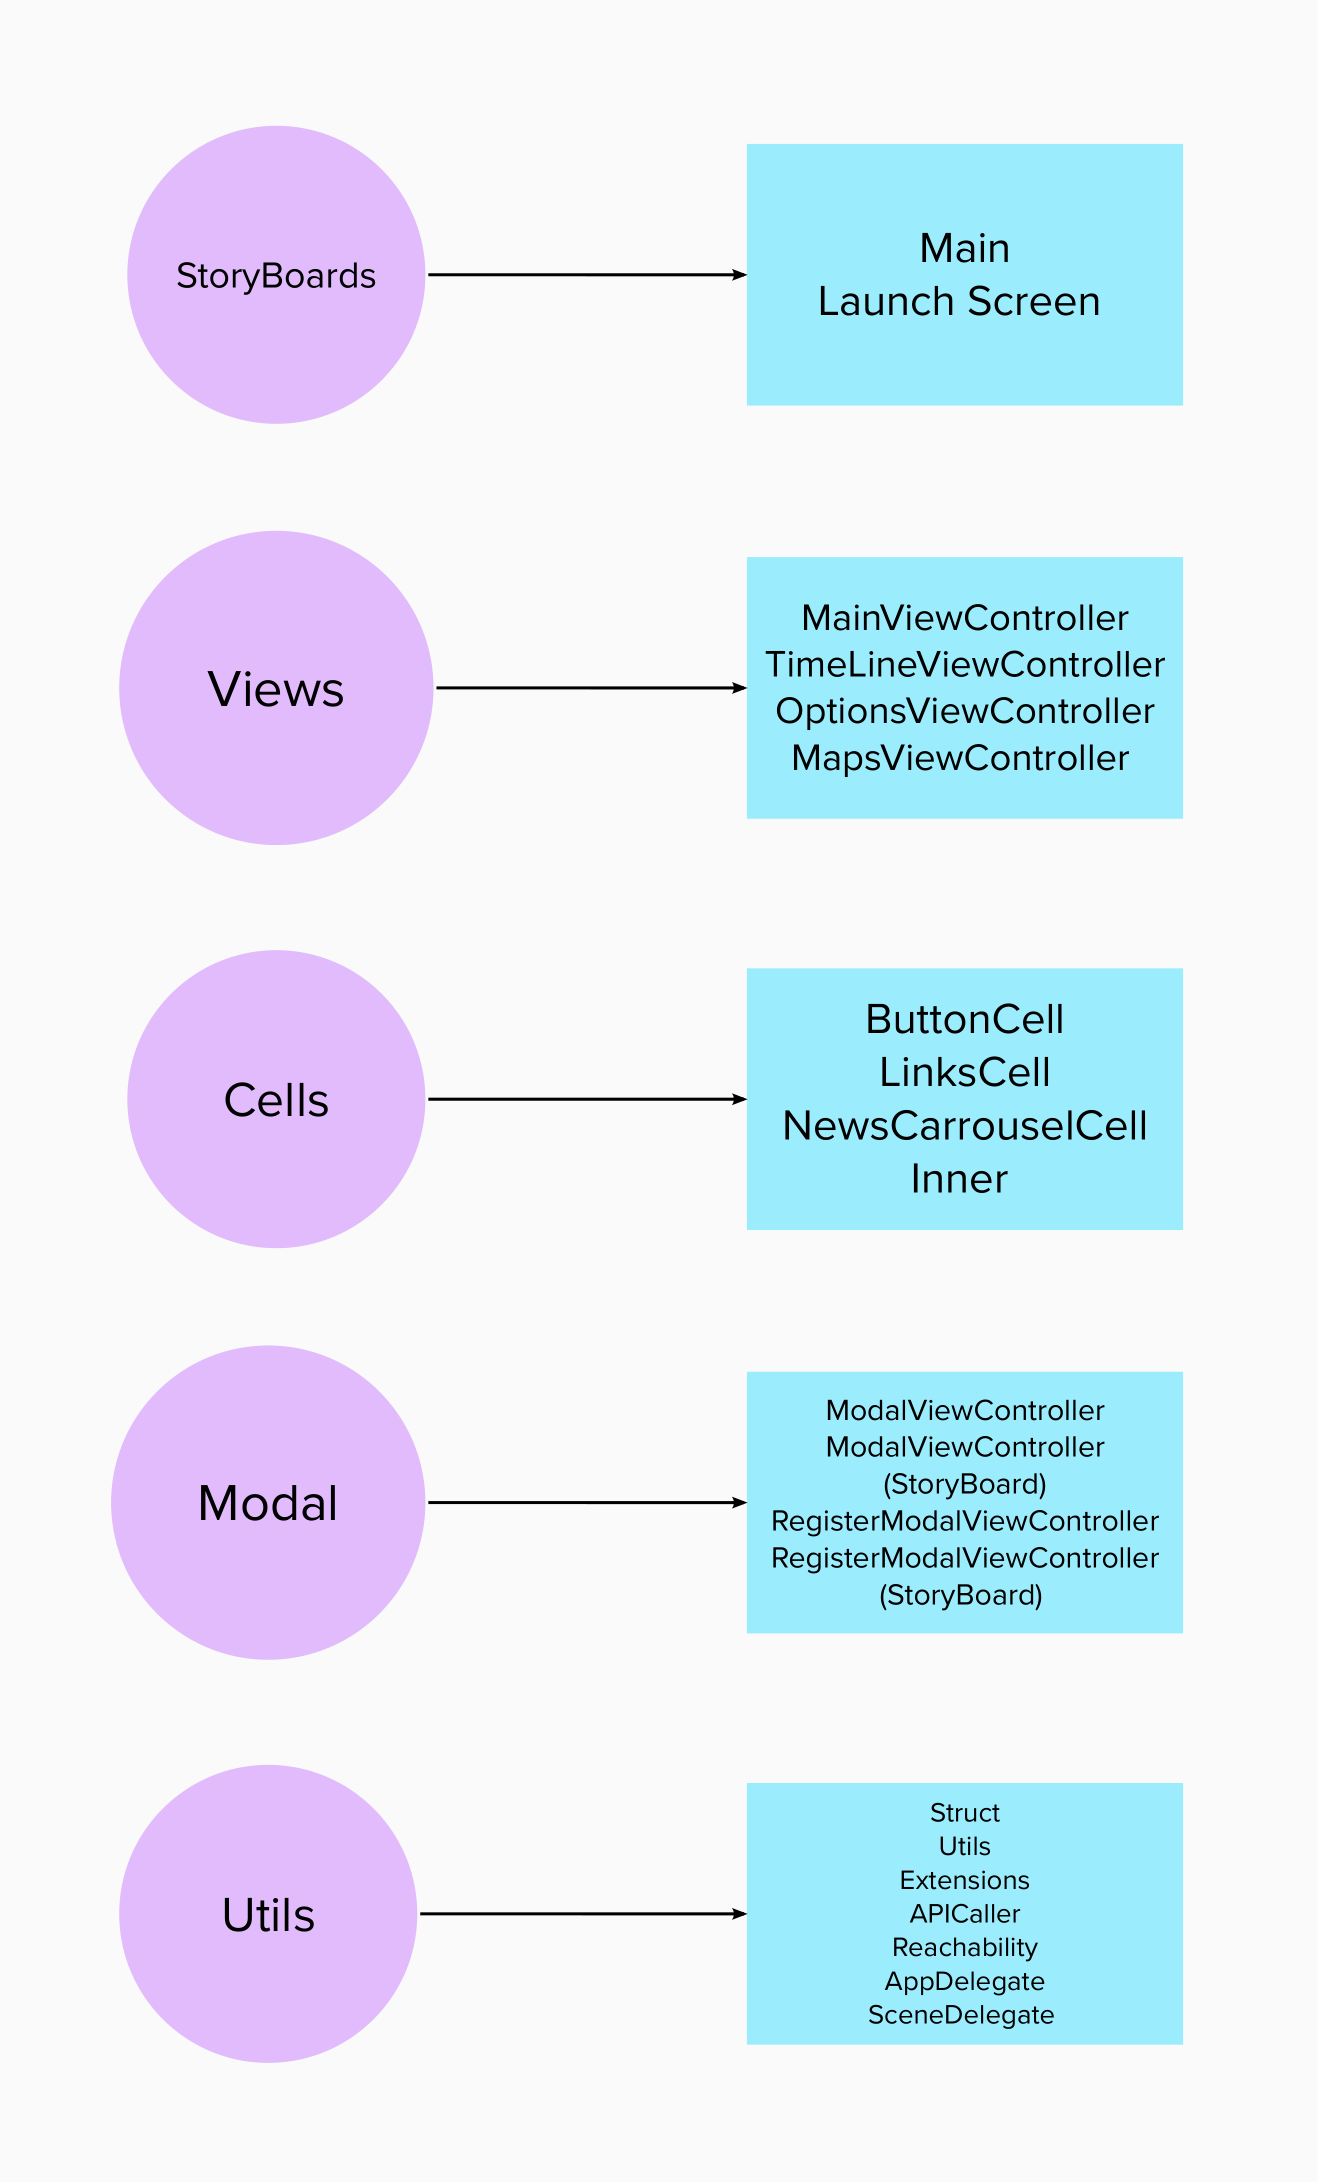 StoryBoards
Main
Launch Screen
Views
MainViewController
TimeLineViewController
OptionsViewController
MapsViewController
Cells
ButtonCell
LinksCell
NewsCarrouselCell
Inner
Modal
ModalViewController
ModalViewController
(StoryBoard)
RegisterModalViewController
RegisterModalViewController
(StoryBoard)
Utils
Struct
Utils
Extensions
APICaller
Reachability
AppDelegate
SceneDelegate